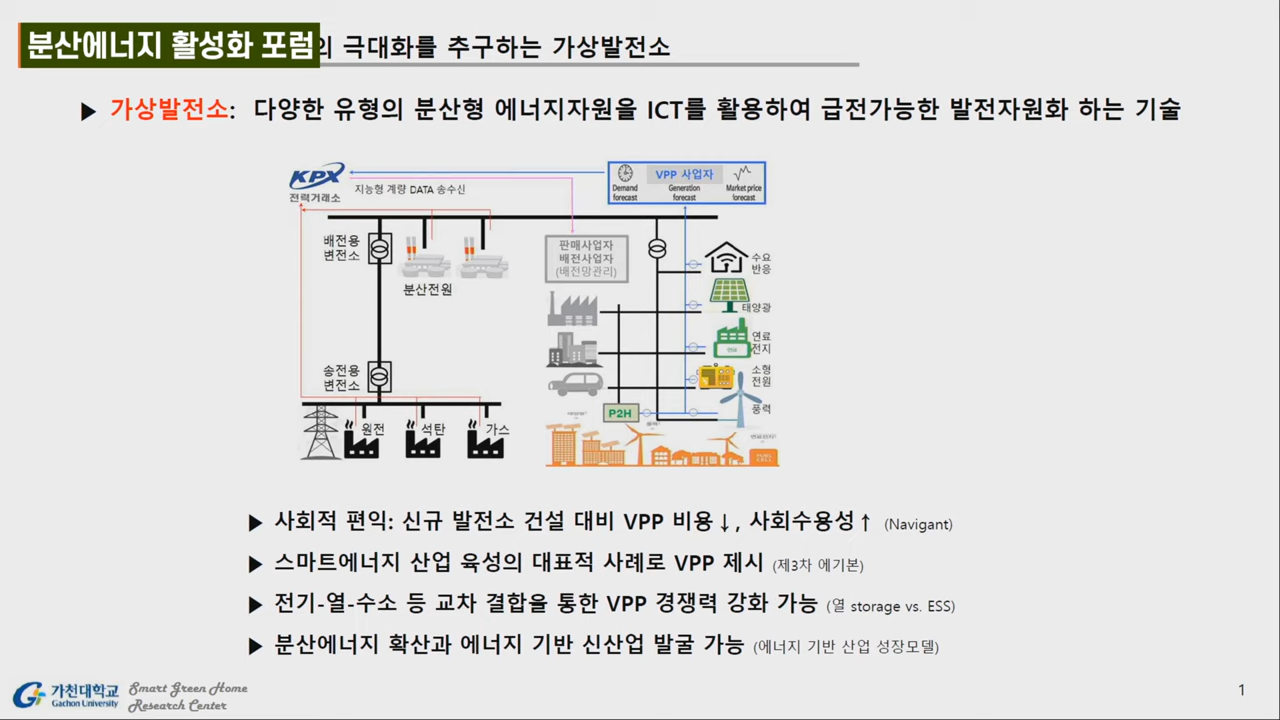 분산에너지 활성화 포럼
의 극대화를 추구하는 가상발전소
▶ 가상발전소: 다양한 유형의 분산형 에너지자원을 ICT를 활용하여 급전가능한 발전자원화 하는 기술
KPX
전력거래소
지능형 계량 DATA 송수신
VPP 사업자
Demand
forecast
Generation
forecast
Market price
forecast
배전용
변전소
분산전원
판매사업자
배전사업자
(배전망관리)
수요
반응
태양광
연료
전지
소형
전원
풍력
P2H
송전용
변전소
원전
석탄
가스
FUEL
CELL
▶ 사회적 편익: 신규 발전소 건설 대비 VPP 비용↓, 사회수용성↑ (Navigant)
▶ 스마트에너지 산업 육성의 대표적 사례로 VPP 제시 (제3차 에기본)
▶ 전기-열-수소 등 교차 결합을 통한 VPP 경쟁력 강화 가능 (열 storage vs. ESS)
▶ 분산에너지 확산과 에너지 기반 신산업 발굴 가능 (에너지 기반 산업 성장모델)
가천대학교
Gachon University
Smart Green Home
Research Center
1